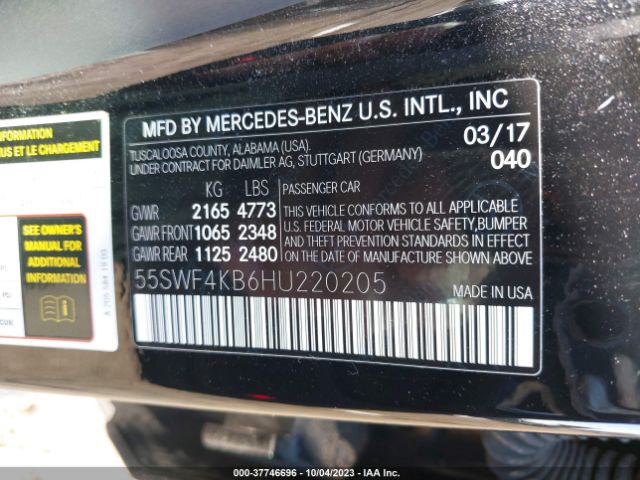 NFORMATION
US ET LE CHARGEMENT
SEE OWNER'S
MANUAL FOR
ADDITIONAL
INFORMATION
MFD BY MERCEDES-BENZ U.S. INTL., INC
TUSCALOOSA COUNTY, ALABAMA (USA).
UNDER CONTRACT FOR DAIMLER AG, STUTTGART (GERMANY)
03/17
040
KG LBS
GVWR 2165 4773
GAWR FRONT 1065 2348
GAWR REAR 1125 2480
PASSENGER CAR
THIS VEHICLE CONFORMS TO ALL APPLICABLE
U.S. FEDERAL MOTOR VEHICLE SAFETY,BUMPER
AND THEFT PREVENTION STANDARDS IN EFFECT
ON THE DATE OF MANUFACTURE SHOWN ABOVE.
55SWF4KB6HU220205
MADE IN USA
000-37746696 - 10/04/2023 - IAA Inc.